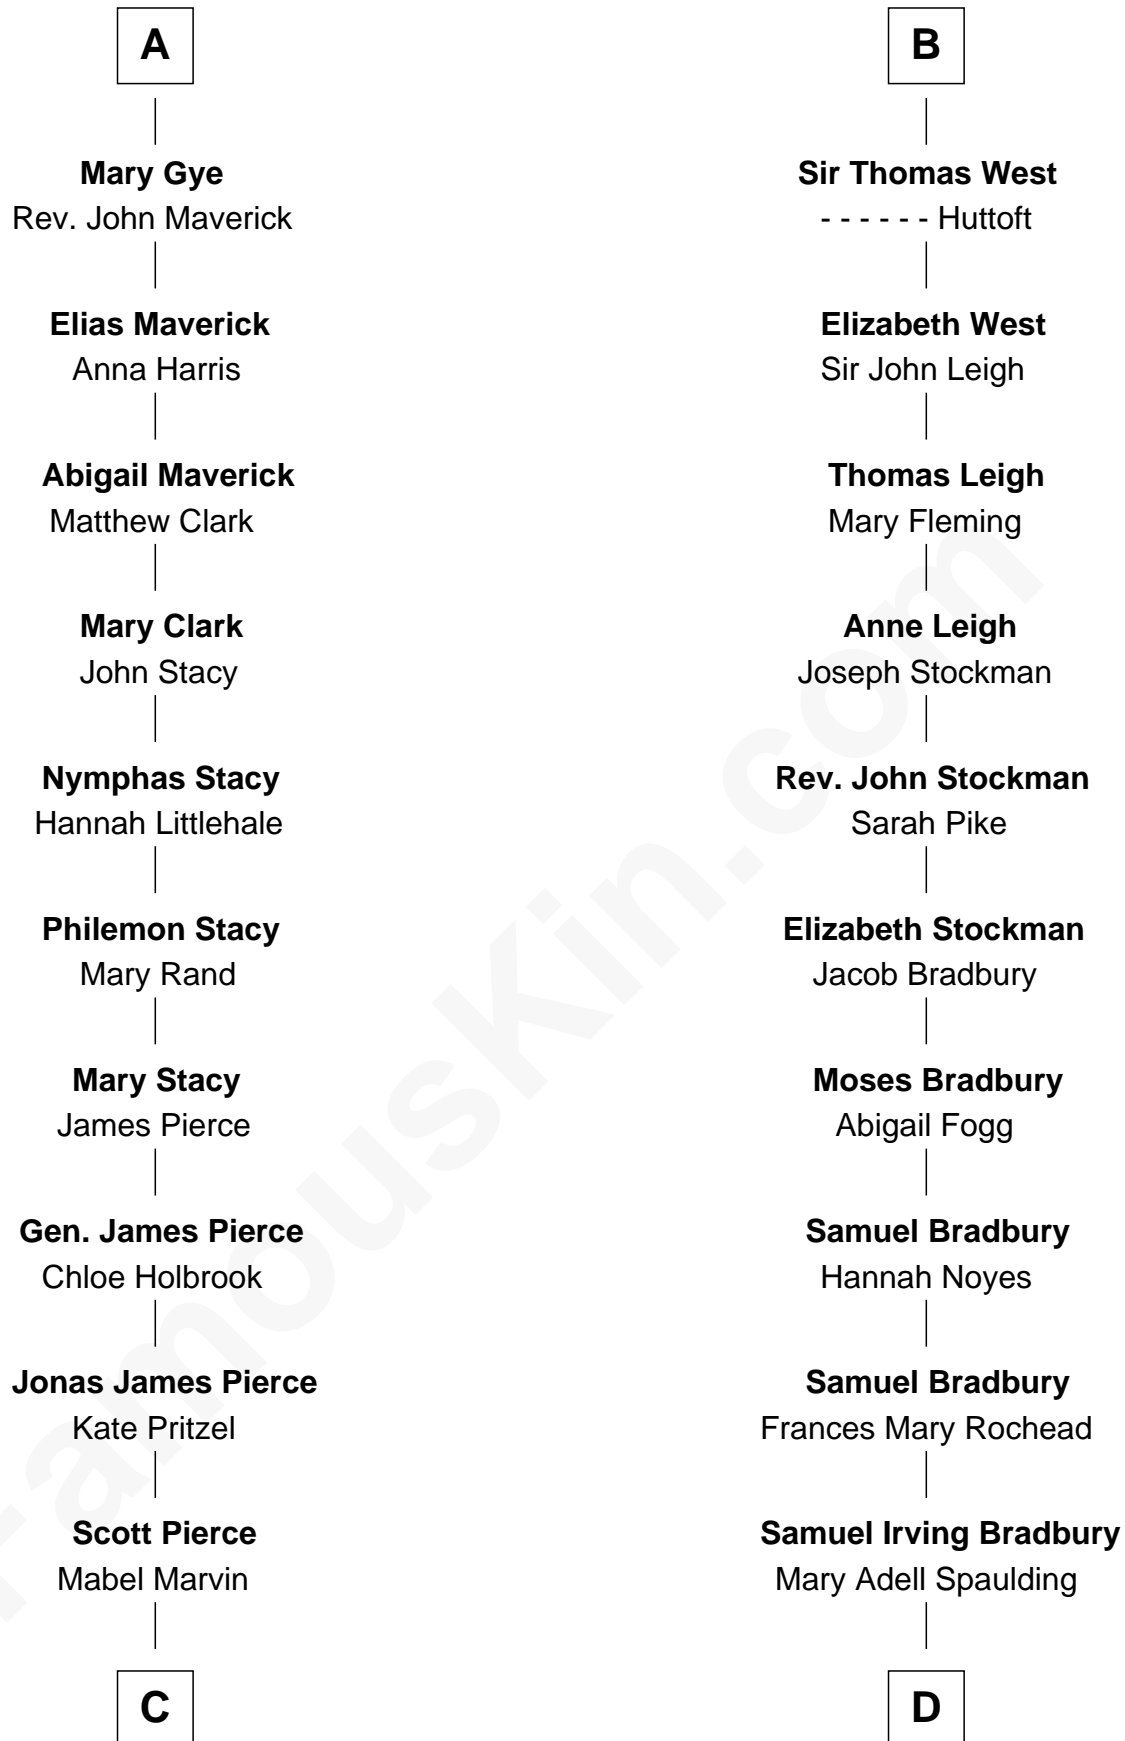 A
Mary Gye
Rev. John Maverick
Elias Maverick
Anna Harris
Abigail Maverick
Matthew Clark
Mary Clark
John Stacy
Nymphas Stacy
Hannah Littlehale
Philemon Stacy
Mary Rand
Mary Stacy
James Pierce
Gen. James Pierce
Chloe Holbrook
Jonas James Pierce
Kate Pritzel
Scott Pierce
Mabel Marvin
C
B
Sir Thomas West
- - - - - - Huttoft
Elizabeth West
Sir John Leigh
Thomas Leigh
Mary Fleming
Anne Leigh
Joseph Stockman
Rev. John Stockman
Sarah Pike
Elizabeth Stockman
Jacob Bradbury
Moses Bradbury
Abigail Fogg
Samuel Bradbury
Hannah Noyes
Samuel Bradbury
Frances Mary Rochead
Samuel Irving Bradbury
Mary Adell Spaulding
D
FamousKin.com